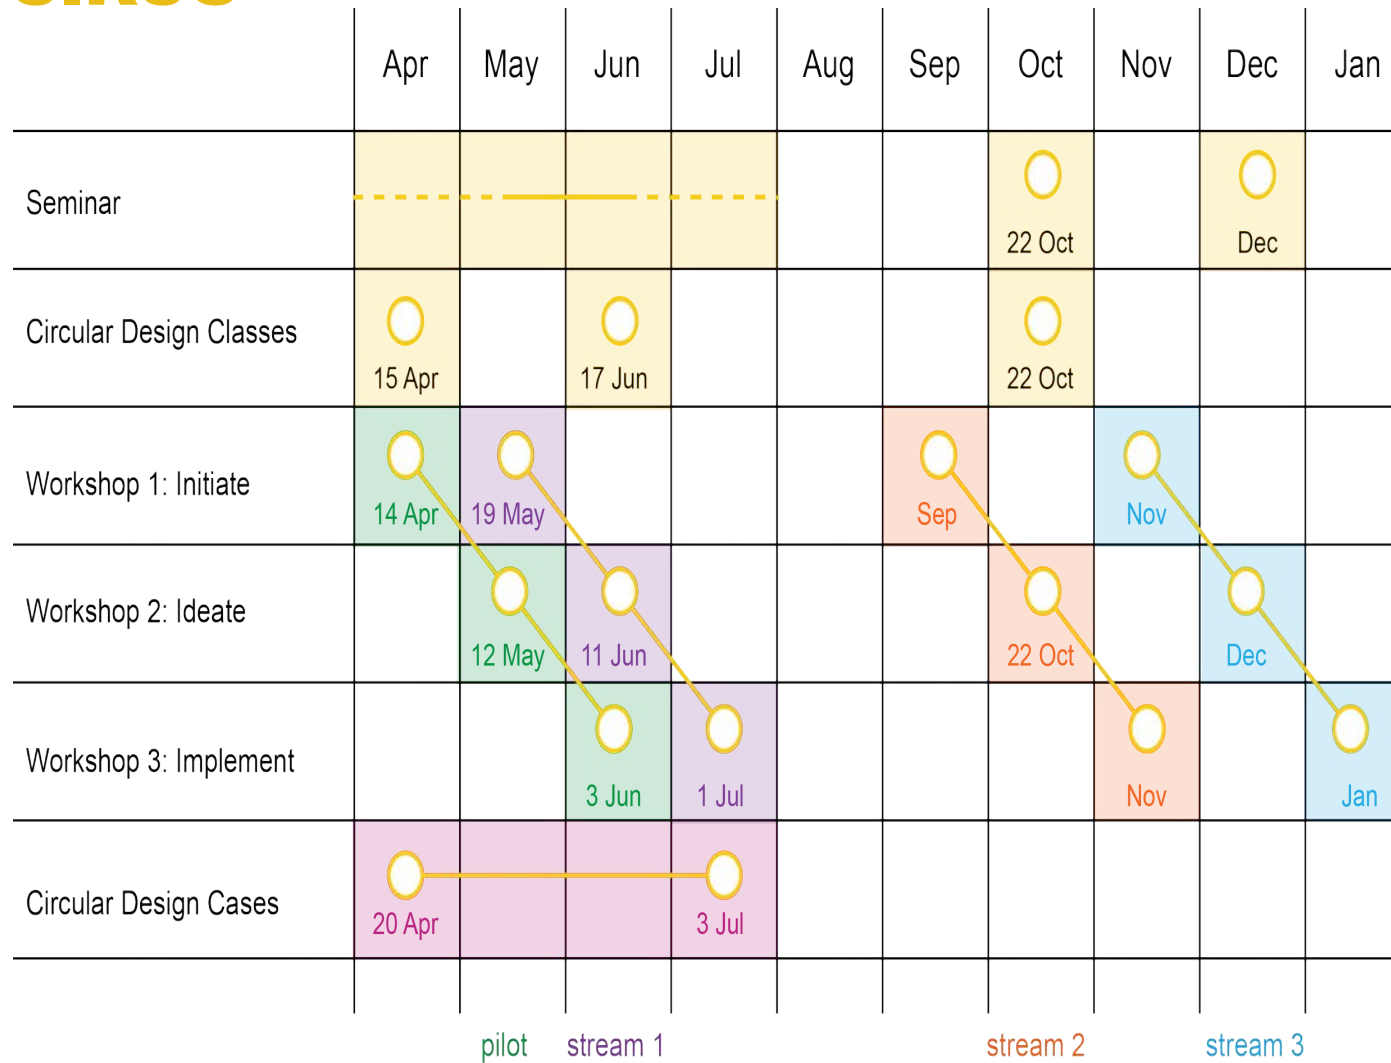 Apr May Jun Jul Aug Sep Oct Nov Dec Jan
Seminar
22 Oct Dec
Circular Design Classes
15 Apr 17 Jun 22 Oct
Workshop 1: Initiate
14 Apr 19 May Sep Nov
Workshop 2: Ideate
12 May 11 Jun 22 Oct Dec
Workshop 3: Implement
3 Jun 1 Jul Nov Jan
Circular Design Cases
20 Apr 3 Jul
pilot stream 1 stream 2 stream 3